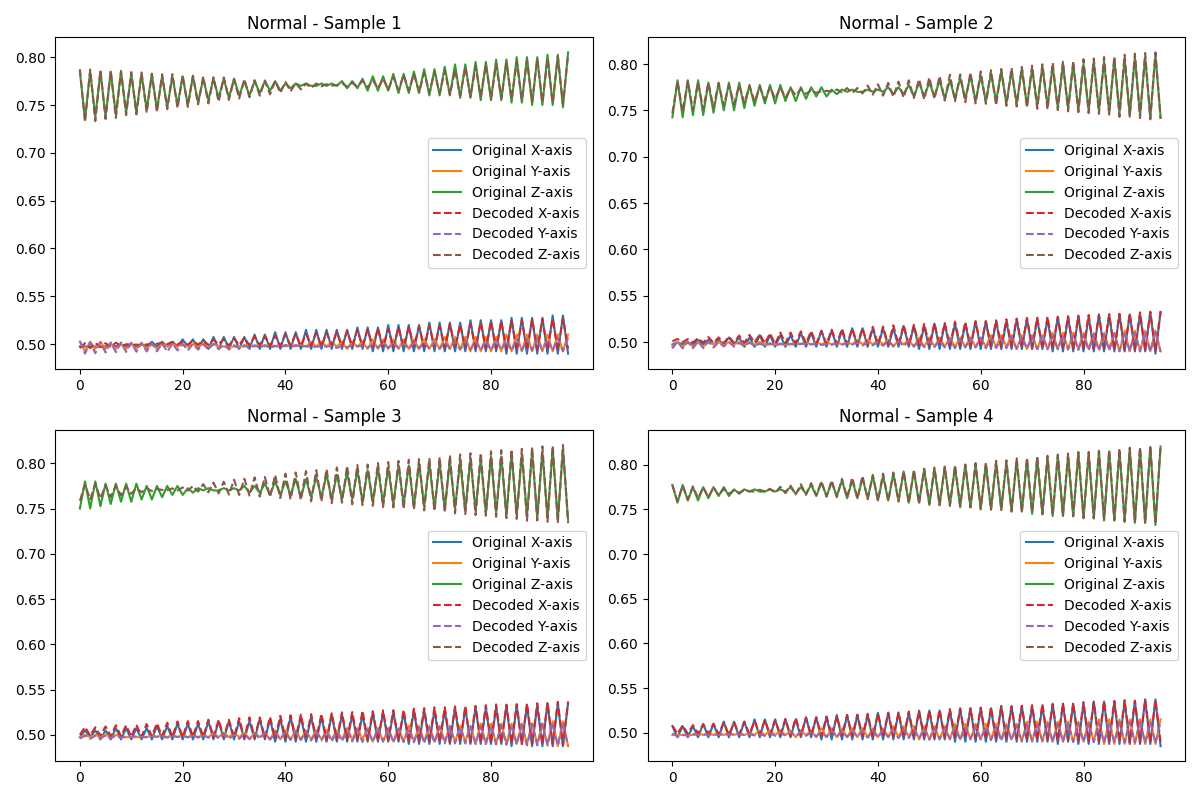 Normal - Sample 1
0.80
0.75
0.70
0.65
0.60
0.55
0.50
0 20 40 60 80
Original X-axis
Original Y-axis
Original Z-axis
Decoded X-axis
Decoded Y-axis
Decoded Z-axis
Normal - Sample 2
0.80
0.75
0.70
0.65
0.60
0.55
0.50
0 20 40 60 80
Original X-axis
Original Y-axis
Original Z-axis
Decoded X-axis
Decoded Y-axis
Decoded Z-axis
Normal - Sample 3
0.80
0.75
0.70
0.65
0.60
0.55
0.50
0 20 40 60 80
Original X-axis
Original Y-axis
Original Z-axis
Decoded X-axis
Decoded Y-axis
Decoded Z-axis
Normal - Sample 4
0.80
0.75
0.70
0.65
0.60
0.55
0.50
0 20 40 60 80
Original X-axis
Original Y-axis
Original Z-axis
Decoded X-axis
Decoded Y-axis
Decoded Z-axis